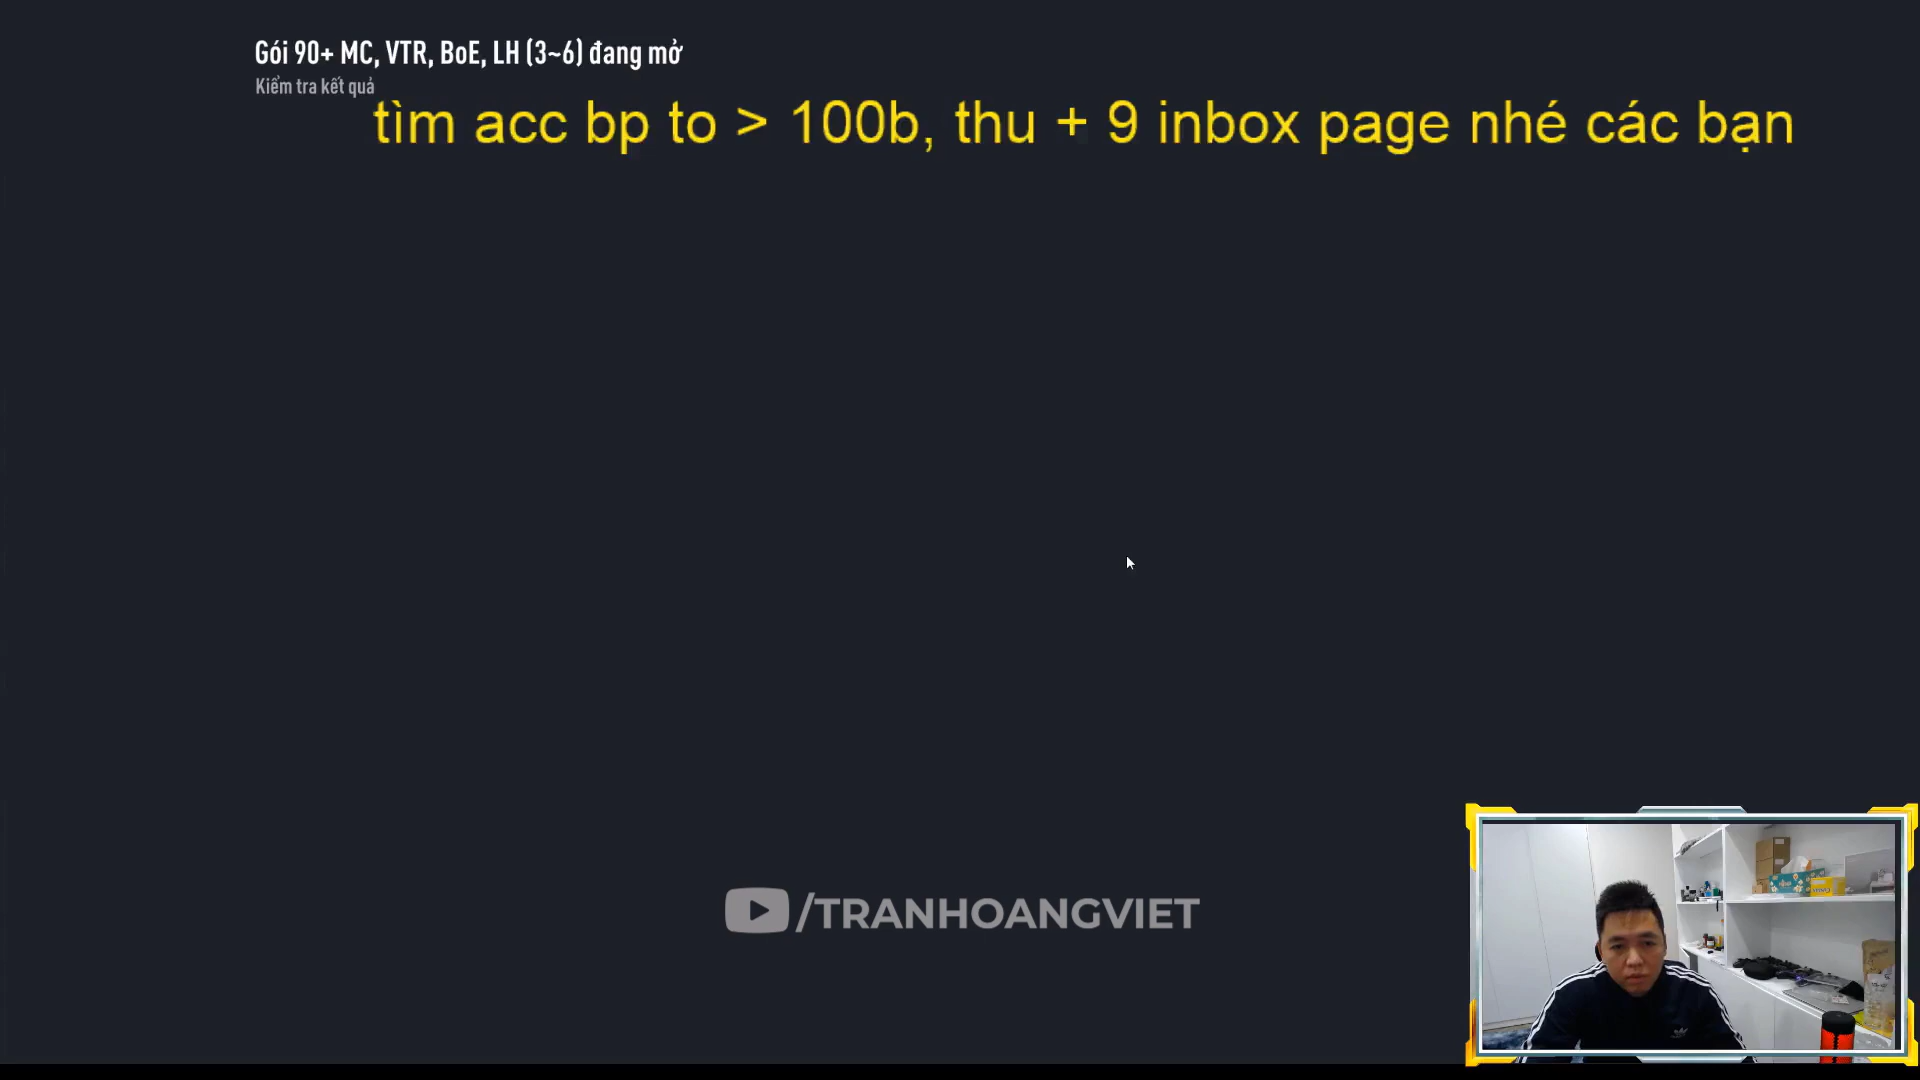 Gói 90+ MC, VTR, BoE, LH (3~6) đang mở
Kiểm tra kết quả
tìm acc bp to > 100b, thu + 9 inbox page nhé các bạn
/TRANHOANGVIET